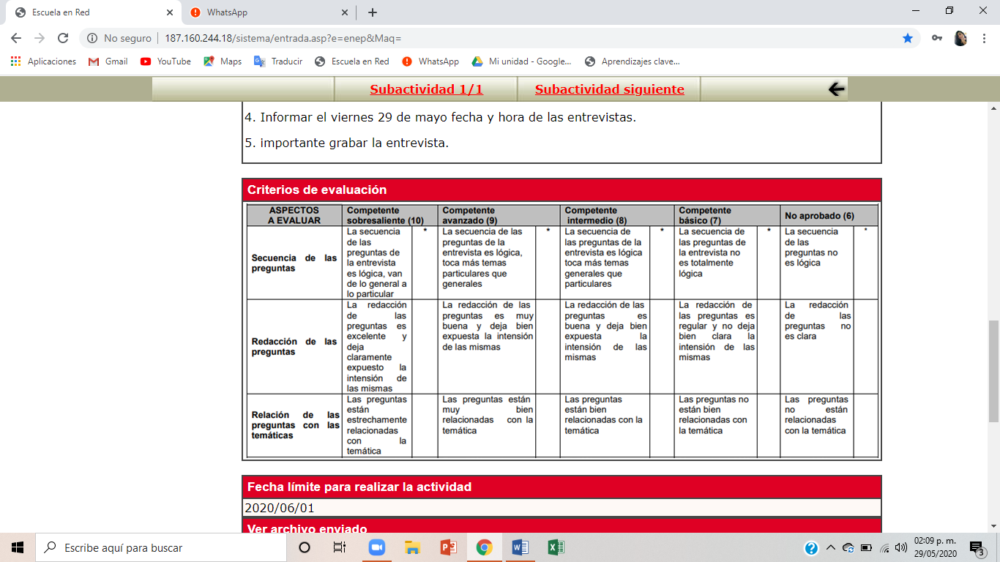 Escuela en Red
WhatsApp
No seguro
187.160.244.18/sistema/entrada.asp?e=enep&Maq=
Aplicaciones
Gmail
YouTube
Maps
Traducir
Escuela en Red
WhatsApp
Mi unidad - Google...
Aprendizajes clave...
Subactividad 1/1
Subactividad siguiente
4. Informar el viernes 29 de mayo fecha y hora de las entrevistas.
5. importante grabar la entrevista.
Criterios de evaluación
ASPECTOS
A EVALUAR
Competente
sobresaliente (10)
Competente
avanzado (9)
Competente
intermedio (8)
Competente
básico (7)
No aprobado (6)
Secuencia de las
preguntas
La secuencia
de las
preguntas de
la entrevista
es lógica, van
de lo general a
lo particular
*
La secuencia de las
preguntas de la
entrevista es lógica,
toca más temas
particulares que
generales
*
La secuencia de
las preguntas de la
entrevista es lógica
toca más temas
generales que
particulares
*
La secuencia de
las preguntas de
la entrevista no
es totalmente
lógica
*
La secuencia
de las
preguntas no
es lógica
*
Redacción de las
preguntas
La redacción
de las
preguntas es
excelente y
deja
claramente
expuesto la
intensión de
las mismas
La redacción de las
preguntas es muy
buena y deja bien
expuesta la intensión
de las mismas
La redacción de las
preguntas es
buena y deja bien
expuesta la
intensión de las
mismas
La redacción de
las preguntas es
regular y no deja
bien clara la
intensión de las
mismas
La redacción
de las
preguntas no
es clara
Relación de las
preguntas con las
temáticas
Las preguntas
están
estrechamente
relacionadas
con la
temática
Las preguntas están
muy bien
relacionadas con la
temática
Las preguntas
están bien
relacionadas con la
temática
Las preguntas no
están bien
relacionadas con
la temática
Las preguntas
no están
relacionadas
con la temática
Fecha límite para realizar la actividad
2020/06/01
Ver archivo enviado
Escribe aquí para buscar
02:09 p. m.
29/05/2020
3